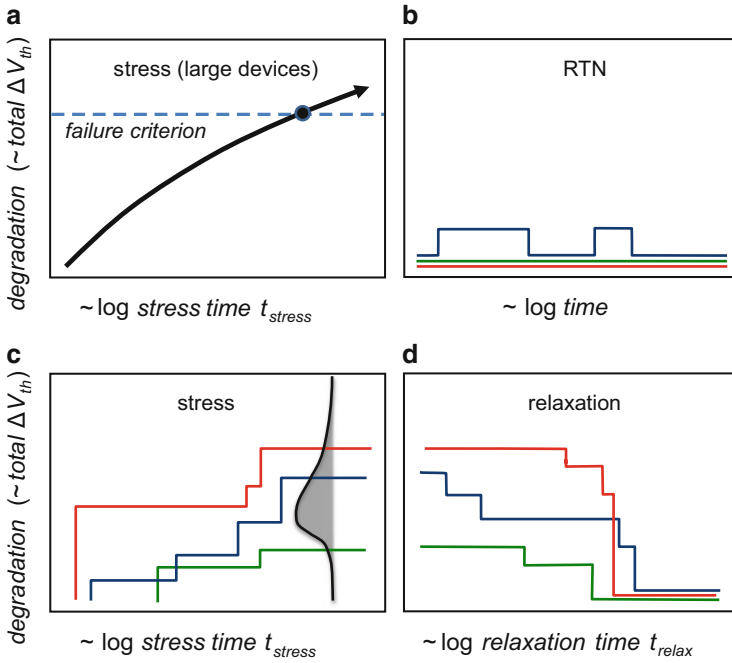 a
stress (large devices)
failure criterion
degradation (~ total ΔVth)
~ log stress time tstress
b
RTN
~ log time
c
stress
degradation (~ total ΔVth)
~ log stress time tstress
d
relaxation
~ log relaxation time trelax